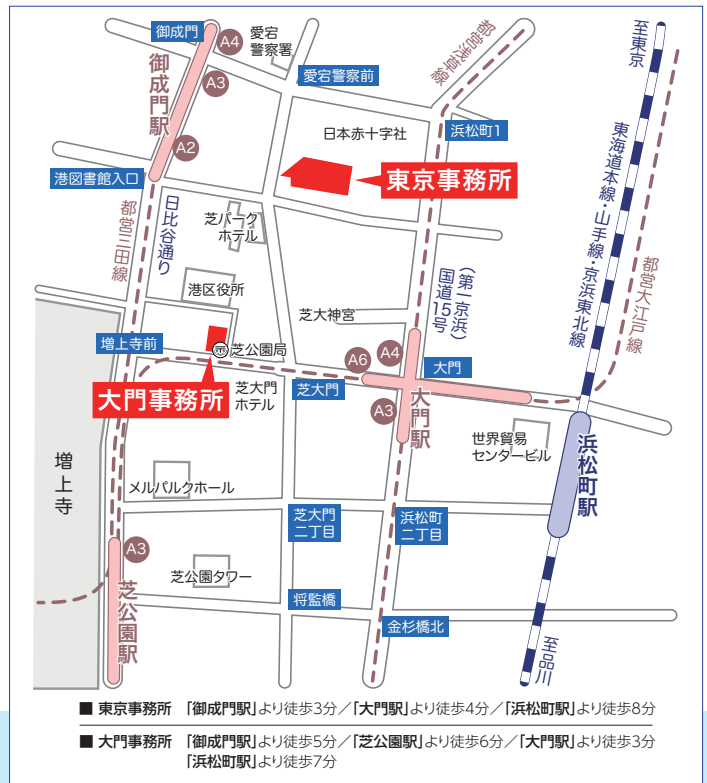 御成門
A4
愛宕
警察署
都営浅草線
至東京
御成門駅
A3
愛宕警察前
日本赤十字社
浜松町1
A2
東京事務所
港図書館入口
都営三田線
日比谷通り
芝パーク
ホテル
東海道本線・山手線・京浜東北線
都営大江戸線
港区役所
芝大神宮
国道15号
(第一京浜)
増上寺前
芝公園局
A6
A4
大門
大門事務所
芝大門
ホテル
芝大門
A3
大門駅
世界貿易
センタービル
浜松町駅
増上寺
メルパルクホール
芝大門
二丁目
浜松町
二丁目
A3
芝公園タワー
芝公園駅
将監橋
金杉橋北
至品川
■ 東京事務所 「御成門駅」より徒歩3分/「大門駅」より徒歩4分/「浜松町駅」より徒歩8分
■ 大門事務所 「御成門駅」より徒歩5分/「芝公園駅」より徒歩6分/「大門駅」より徒歩3分
「浜松町駅」より徒歩7分